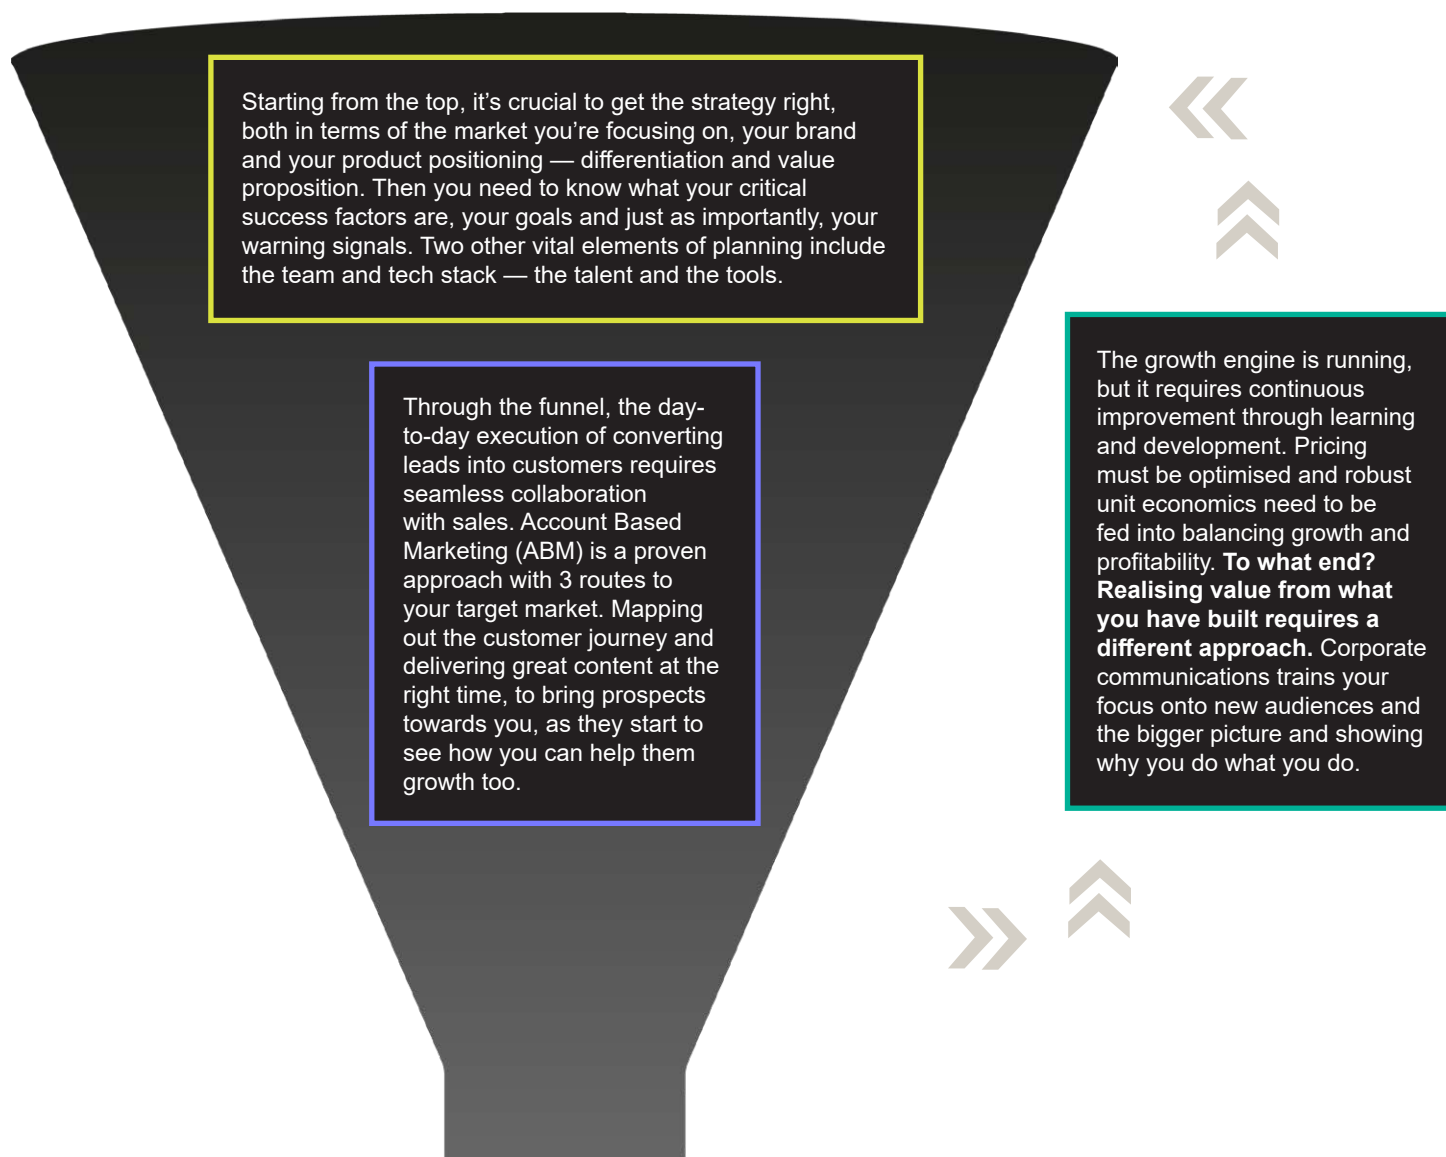 Starting from the top, it’s crucial to get the strategy right,
both in terms of the market you’re focusing on, your brand
and your product positioning — differentiation and value
proposition. Then you need to know what your critical
success factors are, your goals and just as importantly, your
warning signals. Two other vital elements of planning include
the team and tech stack — the talent and the tools.
Through the funnel, the day-
to-day execution of converting
leads into customers requires
seamless collaboration
with sales. Account Based
Marketing (ABM) is a proven
approach with 3 routes to
your target market. Mapping
out the customer journey and
delivering great content at the
right time, to bring prospects
towards you, as they start to
see how you can help them
growth too.
The growth engine is running,
but it requires continuous
improvement through learning
and development. Pricing
must be optimised and robust
unit economics need to be
fed into balancing growth and
profitability. To what end?
Realising value from what
you have built requires a
different approach. Corporate
communications trains your
focus onto new audiences and
the bigger picture and showing
why you do what you do.